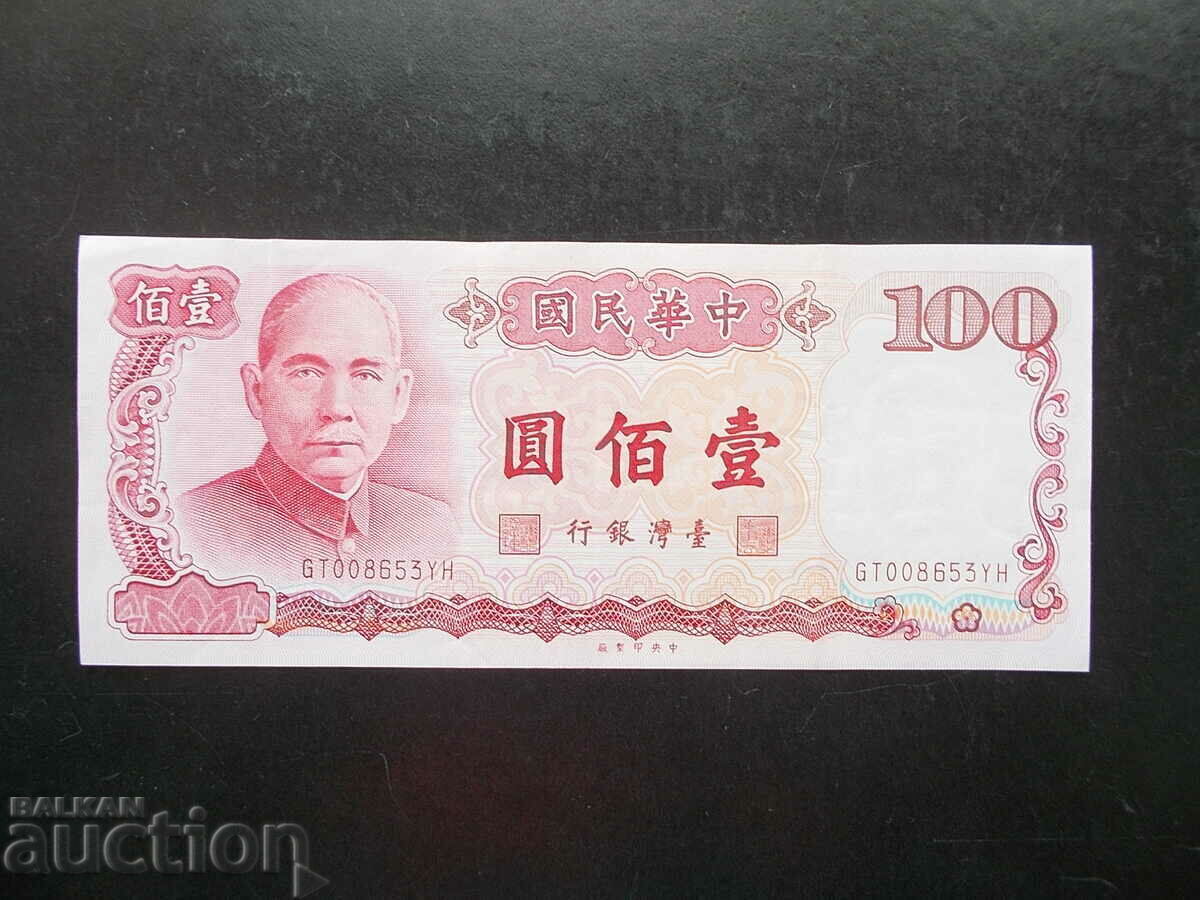 壹佰
中華民國
100
壹佰圓
臺灣銀行
GT008653YH
GT008653YH
中央印製廠
BALKAN
auction